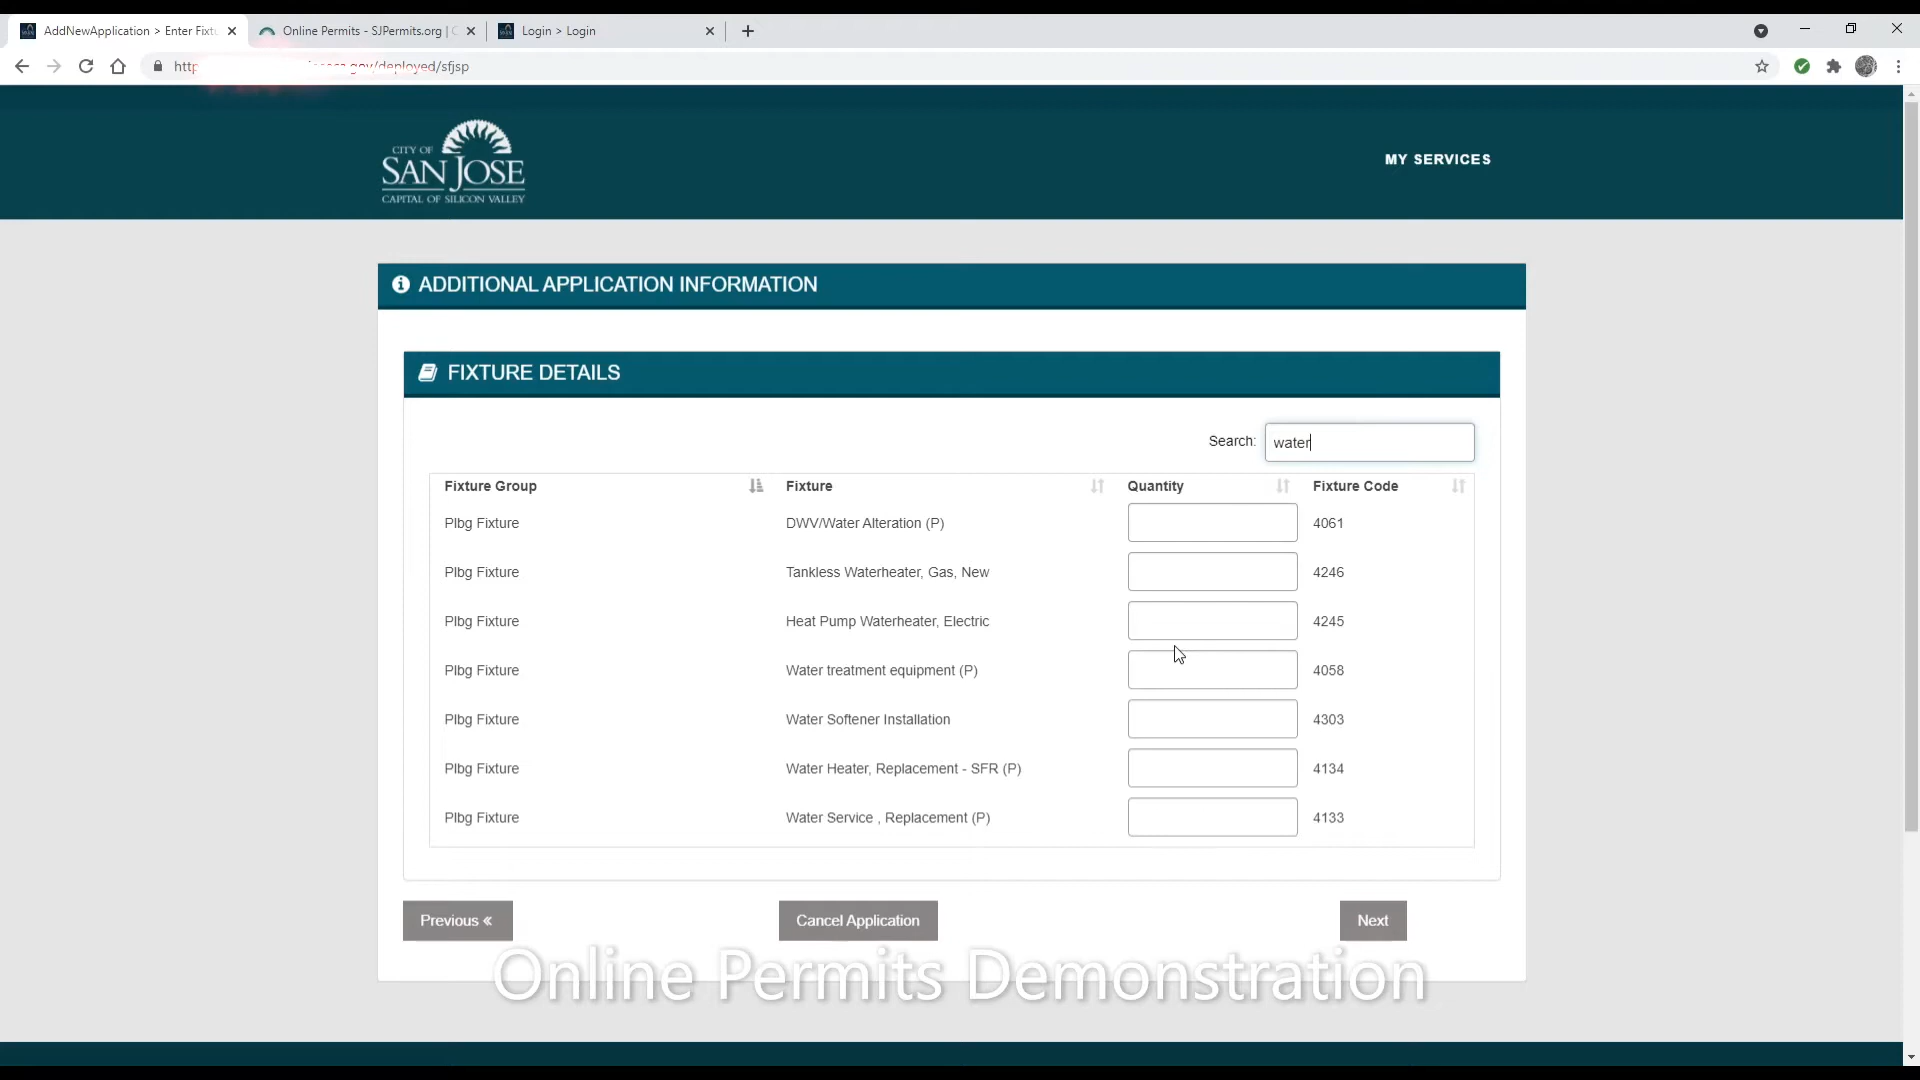 AddNewApplication > Enter Fixtu
Online Permits - SJPermits.org | C
Login > Login
gov/deployed/sfjsp
CITY OF
SAN JOSE
CAPITAL OF SILICON VALLEY
MY SERVICES
ADDITIONAL APPLICATION INFORMATION
FIXTURE DETAILS
Search: water
Fixture Group Fixture Quantity Fixture Code
Plbg Fixture DWV/Water Alteration (P) 4061
Plbg Fixture Tankless Waterheater, Gas, New 4246
Plbg Fixture Heat Pump Waterheater, Electric 4245
Plbg Fixture Water treatment equipment (P) 4058
Plbg Fixture Water Softener Installation 4303
Plbg Fixture Water Heater, Replacement - SFR (P) 4134
Plbg Fixture Water Service , Replacement (P) 4133
Previous «
Cancel Application
Next
Online Permits Demonstration